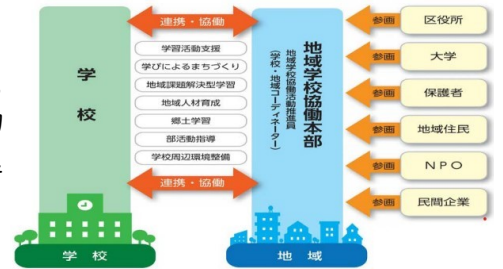 連携・協働
学校
学習活動支援
学びによるまちづくり
地域課題解決型学習
地域人材育成
郷土学習
部活動指導
学校周辺環境整備
連携・協働
学校
地域学校協働本部
地域学校協働活動推進員
(学校・地域コーディネーター)
地域
参画 区役所
参画 大学
参画 保護者
参画 地域住民
参画 NPO
参画 民間企業